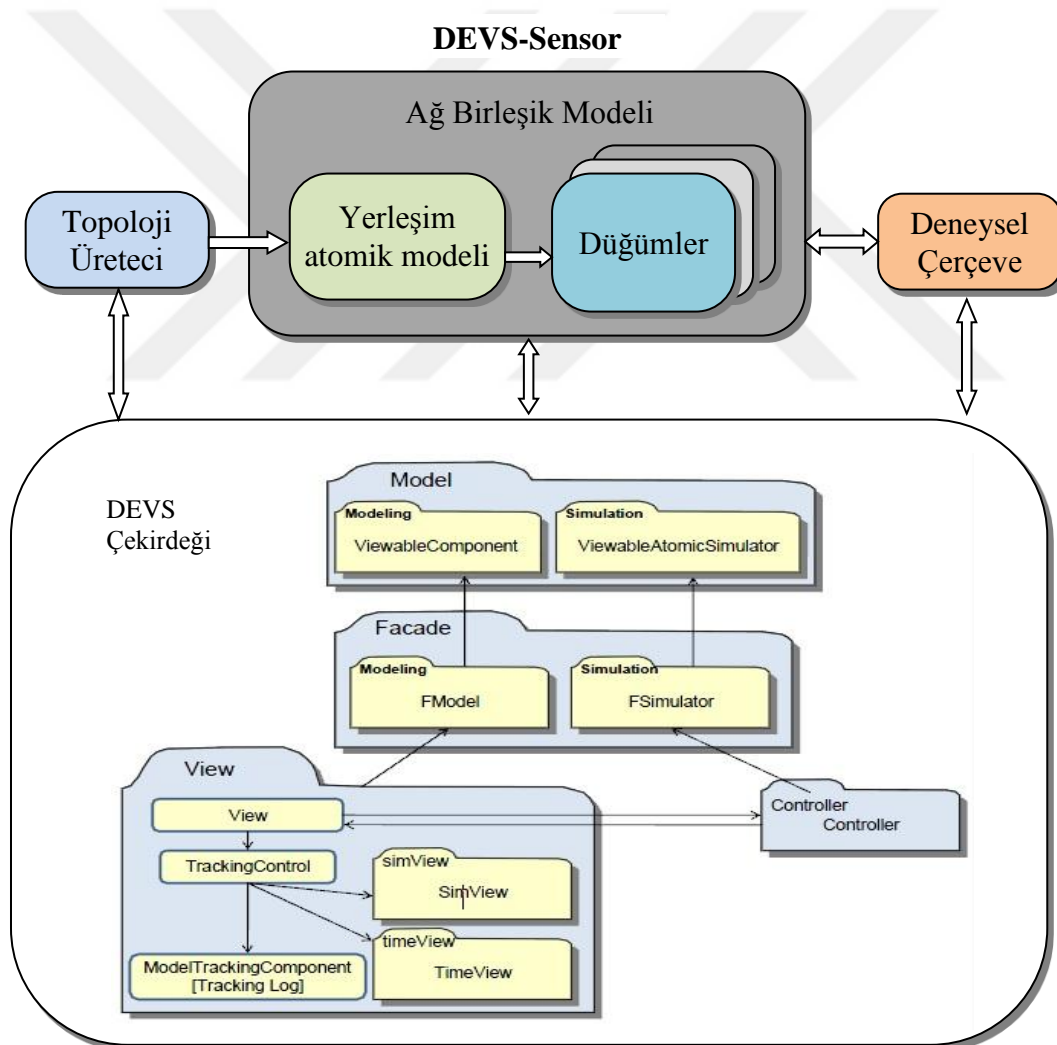 DEVS-Sensor
Ağ Birleşik Modeli
Topoloji
Üreteci
Yerleşim
atomik modeli
Düğümler
Deneysel
Çerçeve
DEVS
Çekirdeği
Model
Modeling
ViewableComponent
Simulation
ViewableAtomicSimulator
Facade
Modeling
FModel
Simulation
FSimulator
View
View
TrackingControl
ModelTrackingComponent
[Tracking Log]
simView
SimView
timeView
TimeView
Controller
Controller